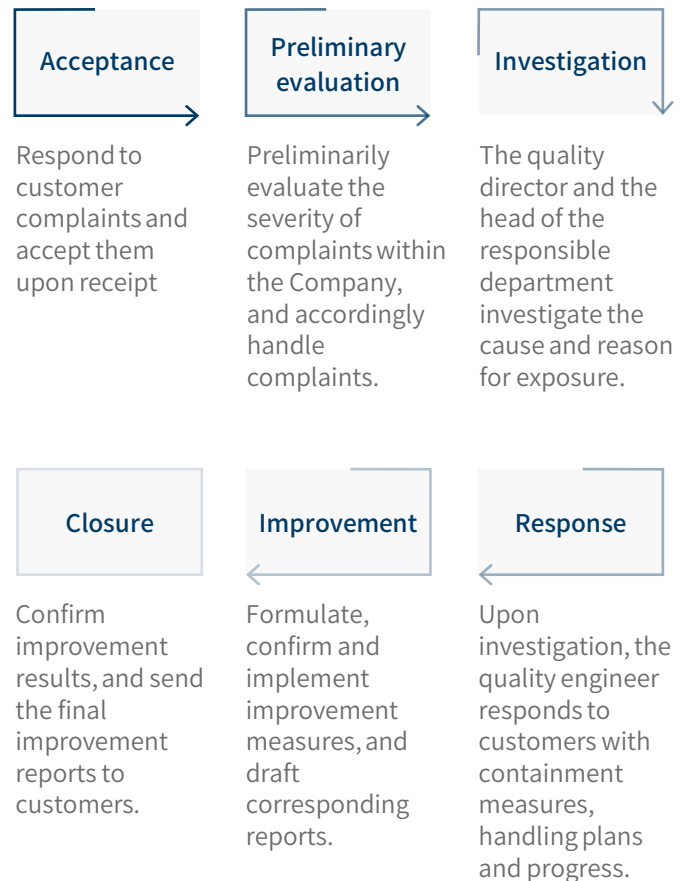 Acceptance
Respond to
customer
complaints and
accept them
upon receipt
Preliminary
evaluation
Preliminarily
evaluate the
severity of
complaints within
the Company,
and accordingly
handle
complaints.
Investigation
The quality
director and the
head of the
responsible
department
investigate the
cause and reason
for exposure.
Response
Upon
investigation, the
quality engineer
responds to
customers with
containment
measures,
handling plans
and progress.
Improvement
Formulate,
confirm and
implement
improvement
measures, and
draft
corresponding
reports.
Closure
Confirm
improvement
results, and send
the final
improvement
reports to
customers.